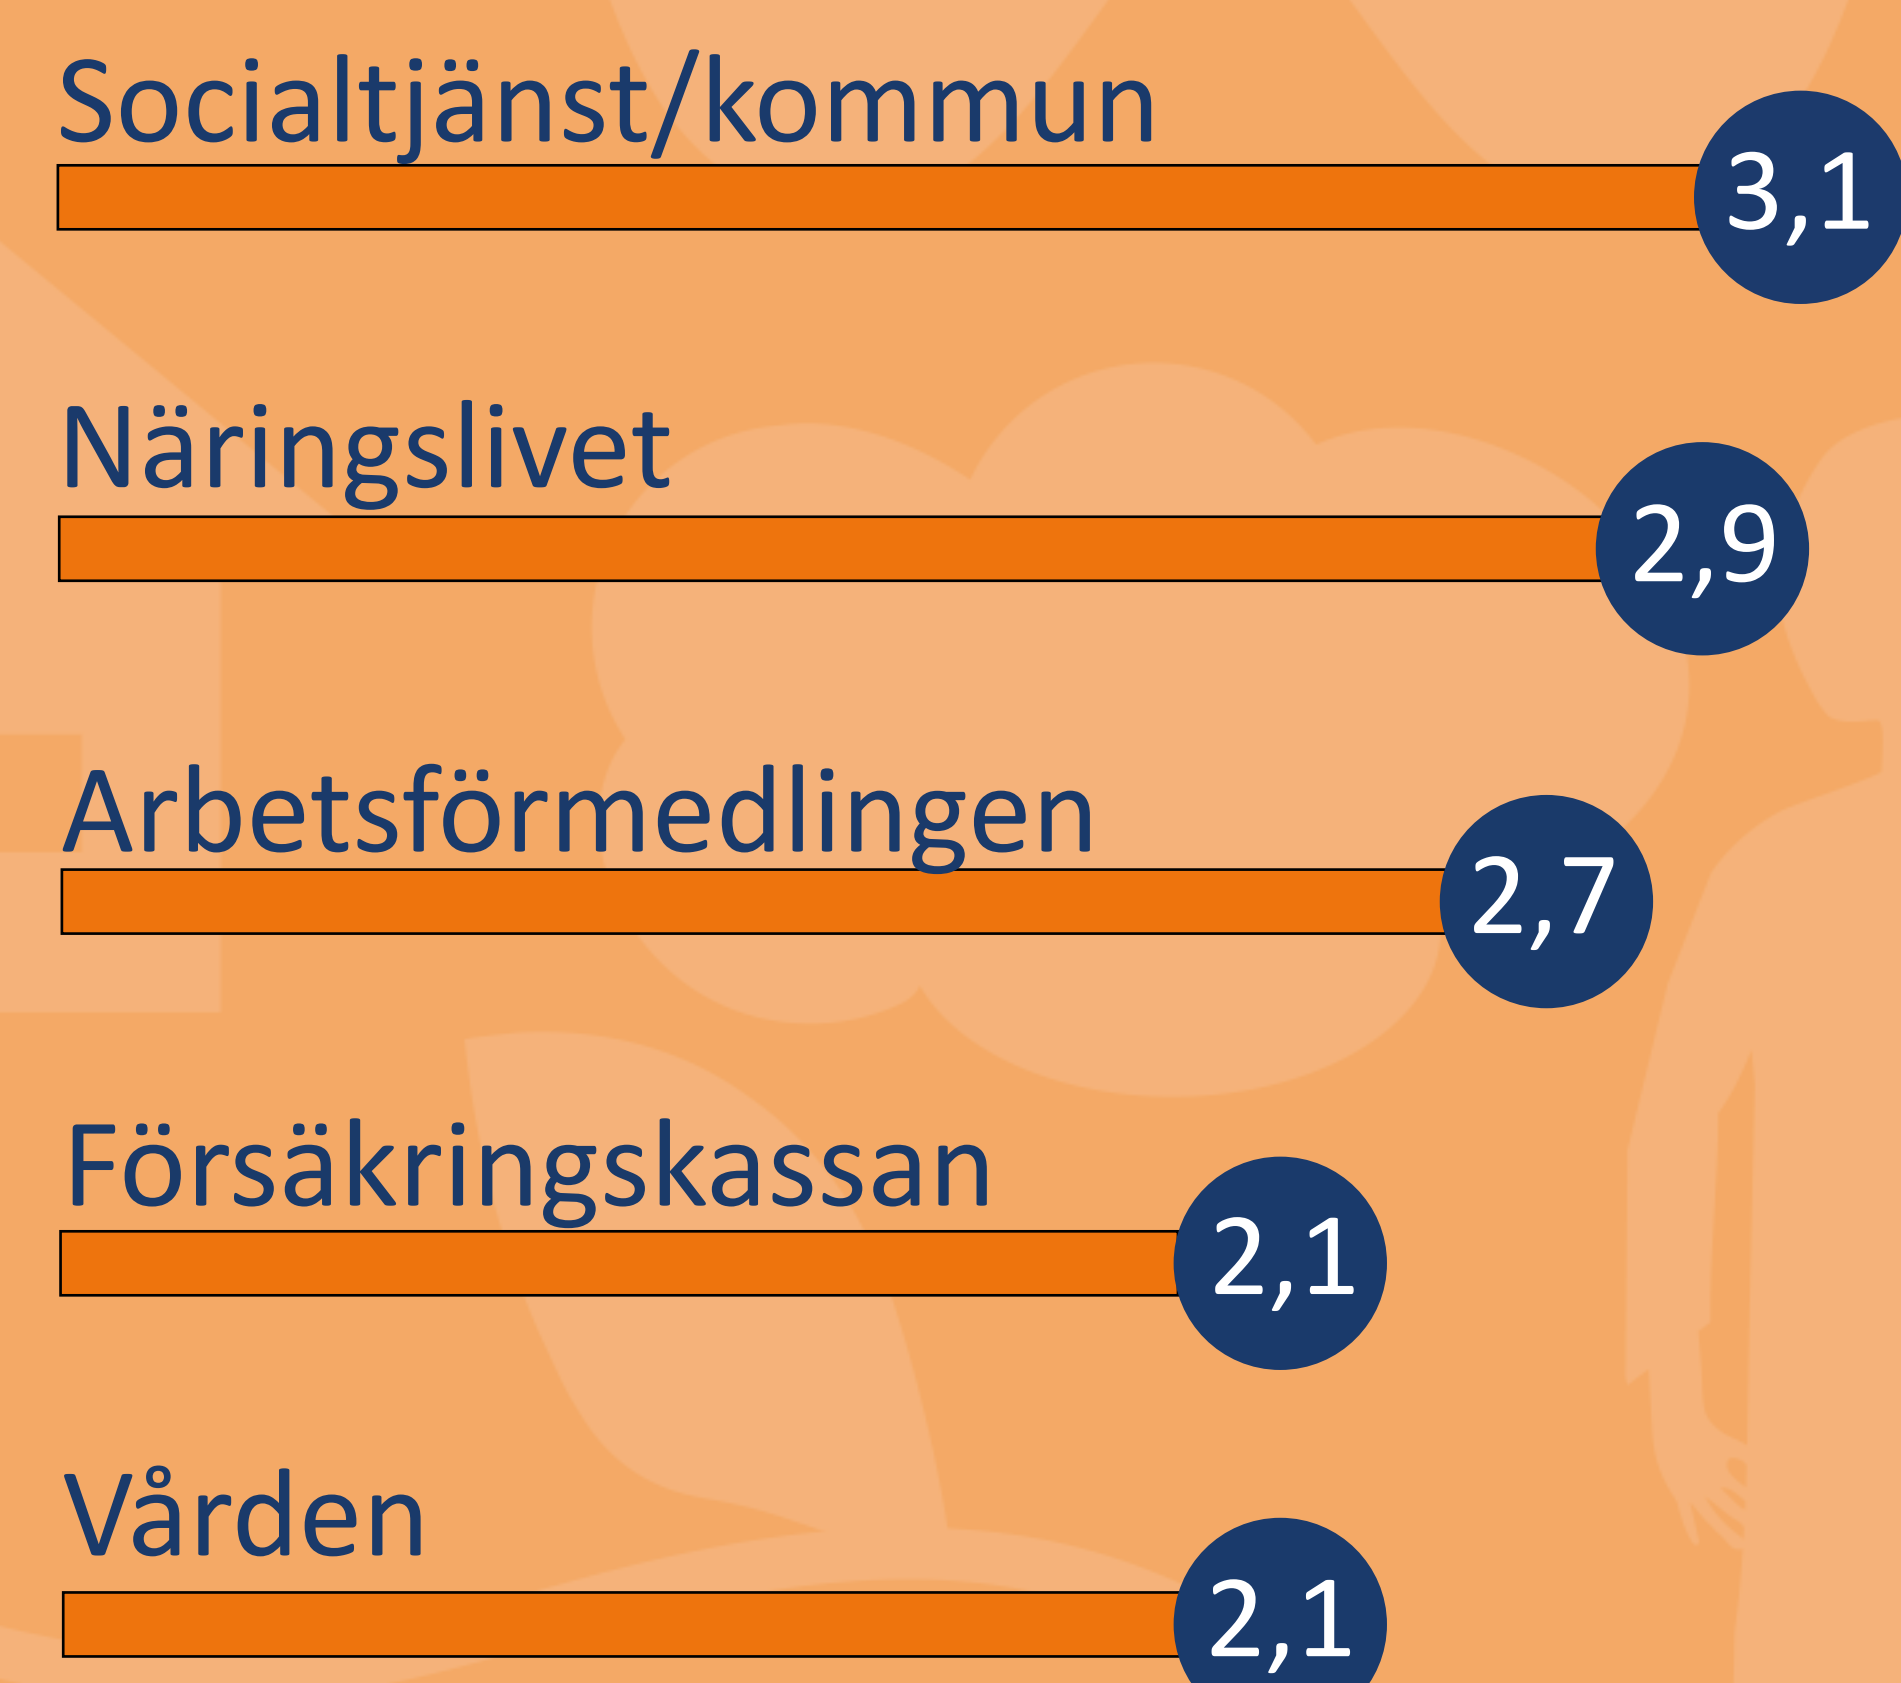 Socialtjänst/kommun
3,1
Näringslivet
2,9
Arbetsförmedlingen
2,7
Försäkringskassan
2,1
Vården
2,1